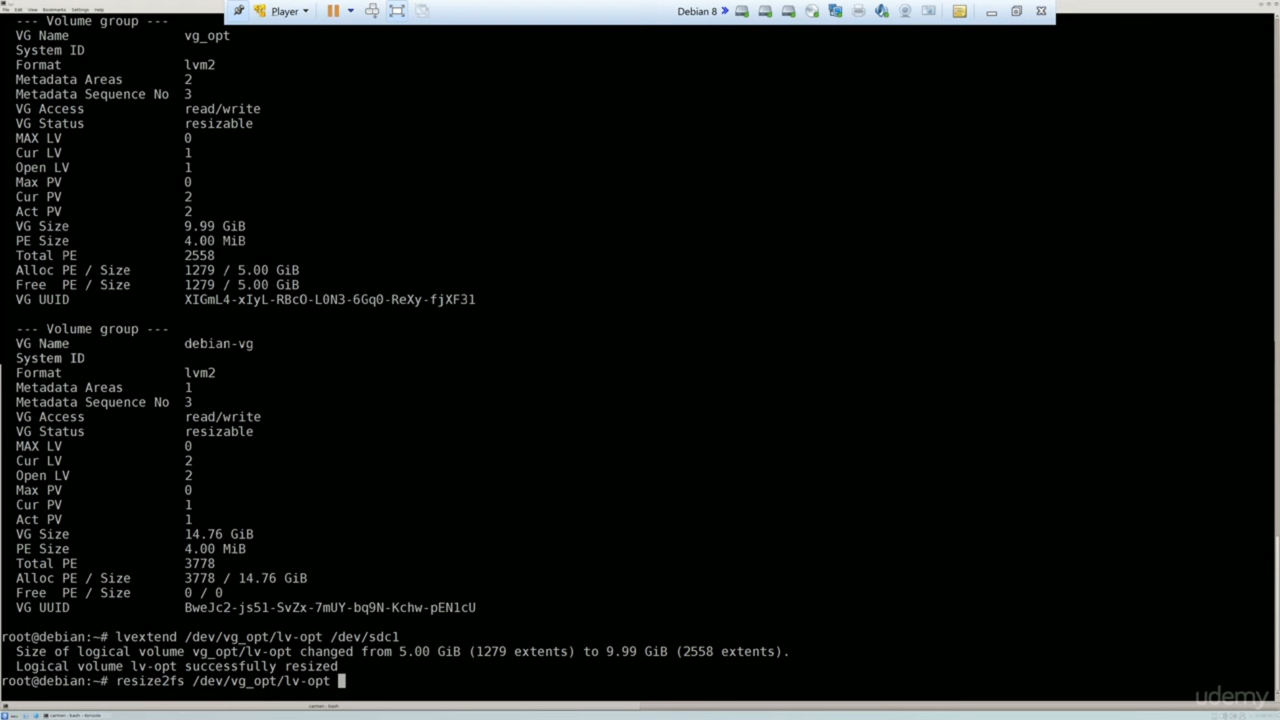 Player
Debian 8
--- Volume group ---
VG Name vg_opt
System ID
Format lvm2
Metadata Areas 2
Metadata Sequence No 3
VG Access read/write
VG Status resizable
MAX LV 0
Cur LV 1
Open LV 1
Max PV 0
Cur PV 2
Act PV 2
VG Size 9.99 GiB
PE Size 4.00 MiB
Total PE 2558
Alloc PE / Size 1279 / 5.00 GiB
Free PE / Size 1279 / 5.00 GiB
VG UUID XIGmL4-xIyL-RBcO-L0N3-6Gq0-ReXy-fjXF31
--- Volume group ---
VG Name debian-vg
System ID
Format lvm2
Metadata Areas 1
Metadata Sequence No 3
VG Access read/write
VG Status resizable
MAX LV 0
Cur LV 2
Open LV 2
Max PV 0
Cur PV 1
Act PV 1
VG Size 14.76 GiB
PE Size 4.00 MiB
Total PE 3778
Alloc PE / Size 3778 / 14.76 GiB
Free PE / Size 0 / 0
VG UUID BweJc2-js51-SvZx-7mUY-bq9N-Kchw-pEN1cU
root@debian:~# lvextend /dev/vg_opt/lv-opt /dev/sdc1
Size of logical volume vg_opt/lv-opt changed from 5.00 GiB (1279 extents) to 9.99 GiB (2558 extents).
Logical volume lv-opt successfully resized
root@debian:~# resize2fs /dev/vg_opt/lv-opt
udemy